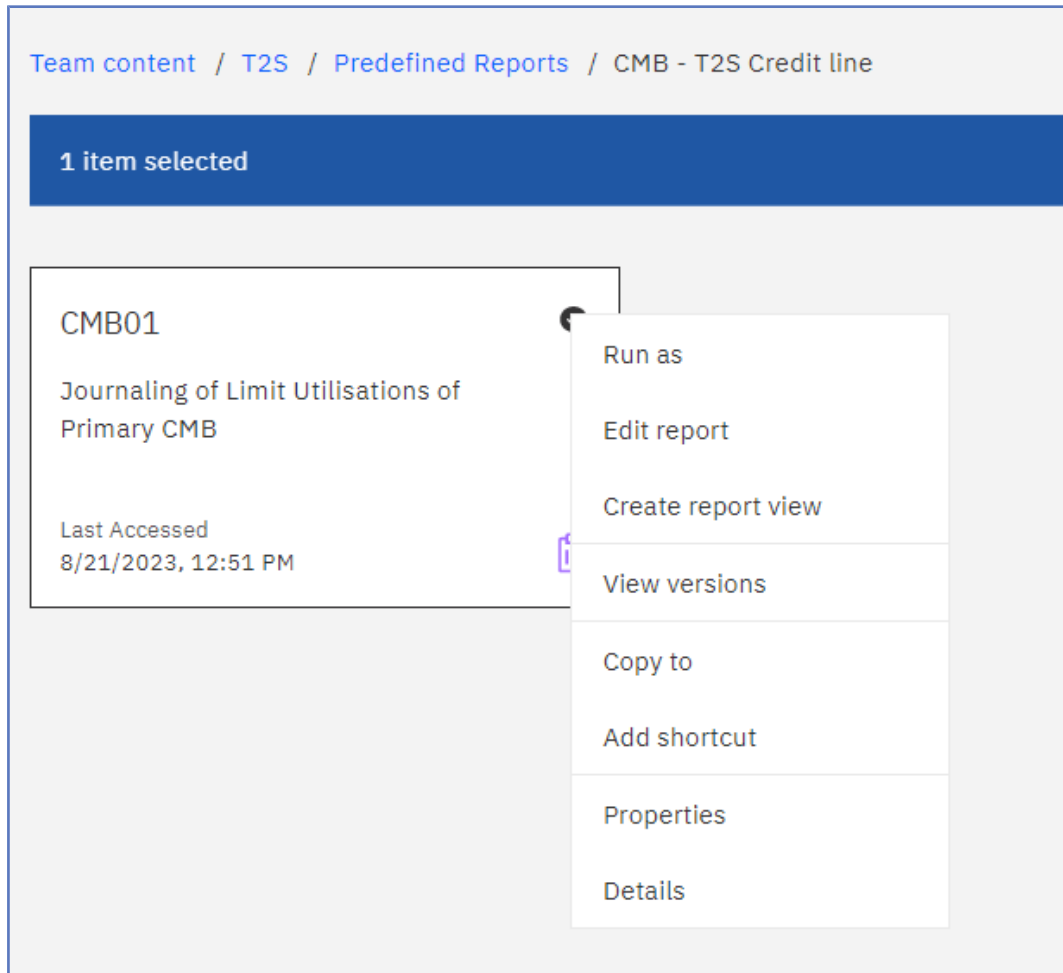 Team content / T2S / Predefined Reports / CMB - T2S Credit line
1 item selected
CMB01
Journaling of Limit Utilisations of
Primary CMB
Last Accessed
8/21/2023, 12:51 PM
Run as
Edit report
Create report view
View versions
Copy to
Add shortcut
Properties
Details